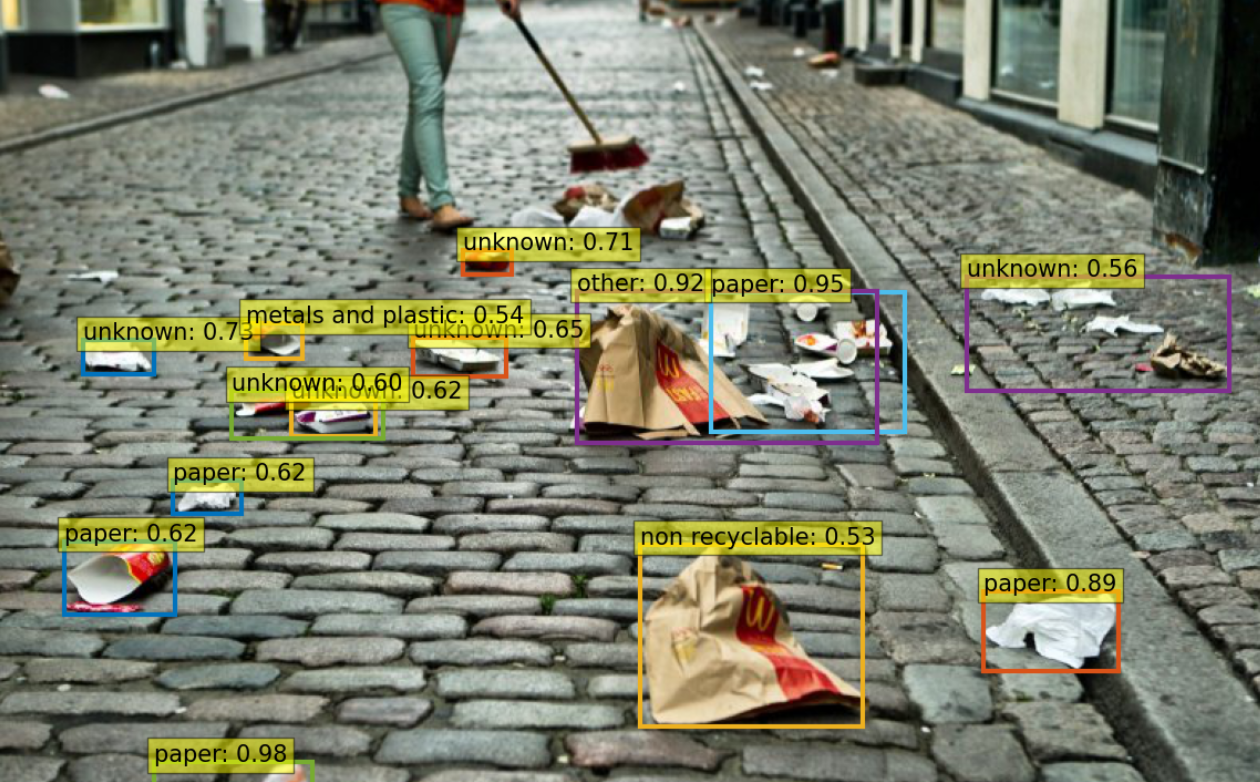 unknown: 0.71
unknown: 0.56
other: 0.92
paper: 0.95
metals and plastic: 0.54
unknown: 0.73
unknown: 0.65
unknown: 0.60
unknown: 0.62
paper: 0.62
paper: 0.62
non recyclable: 0.53
paper: 0.89
paper: 0.98